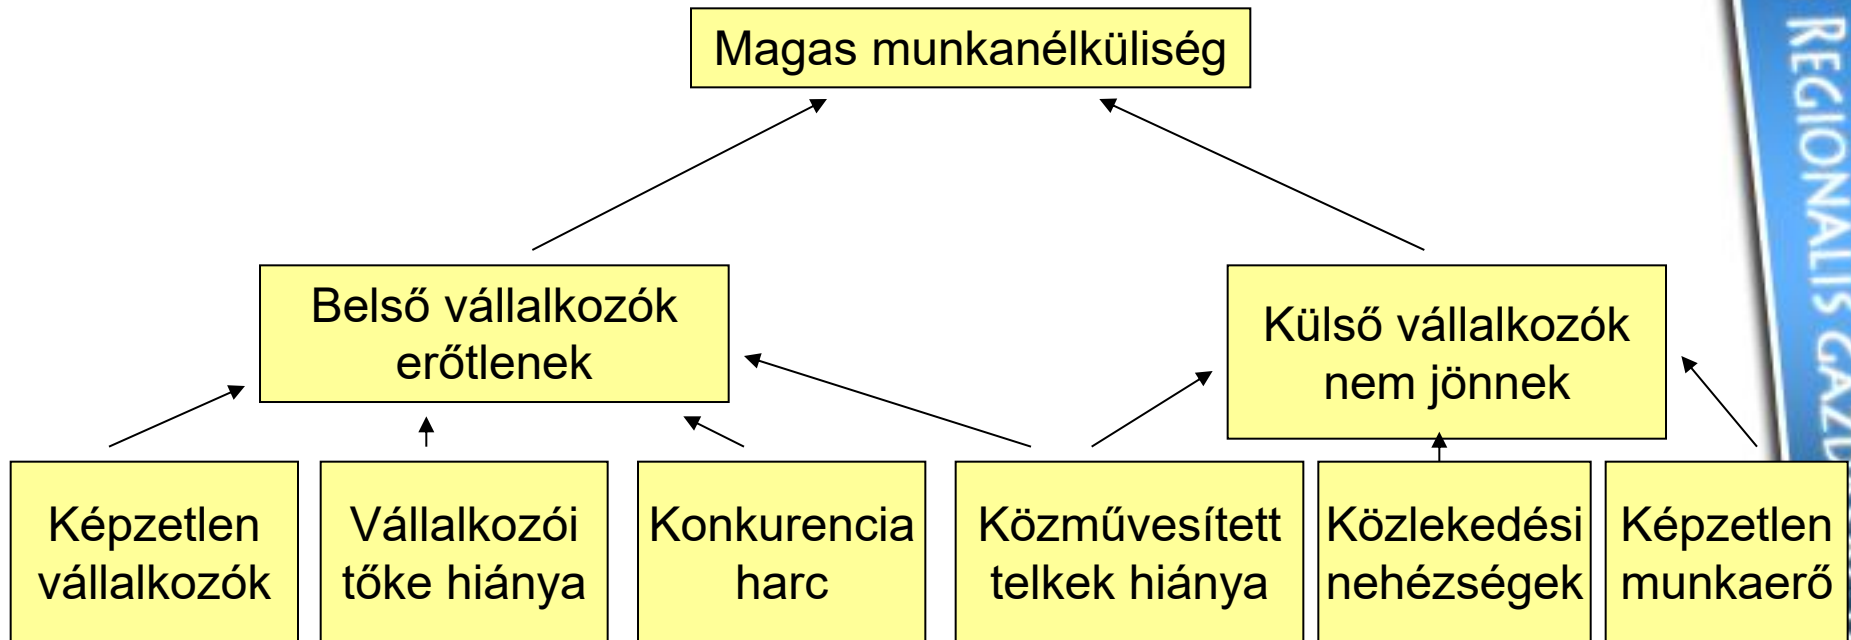 Magas munkanélküliség
Belső vállalkozók
erőtlenek
Külső vállalkozók
nem jönnek
Képzetlen
vállalkozók
Vállalkozói
tőke hiánya
Konkurencia
harc
Közművesített
telkek hiánya
Közlekedési
nehézségek
Képzetlen
munkaerő
REGIONALIS